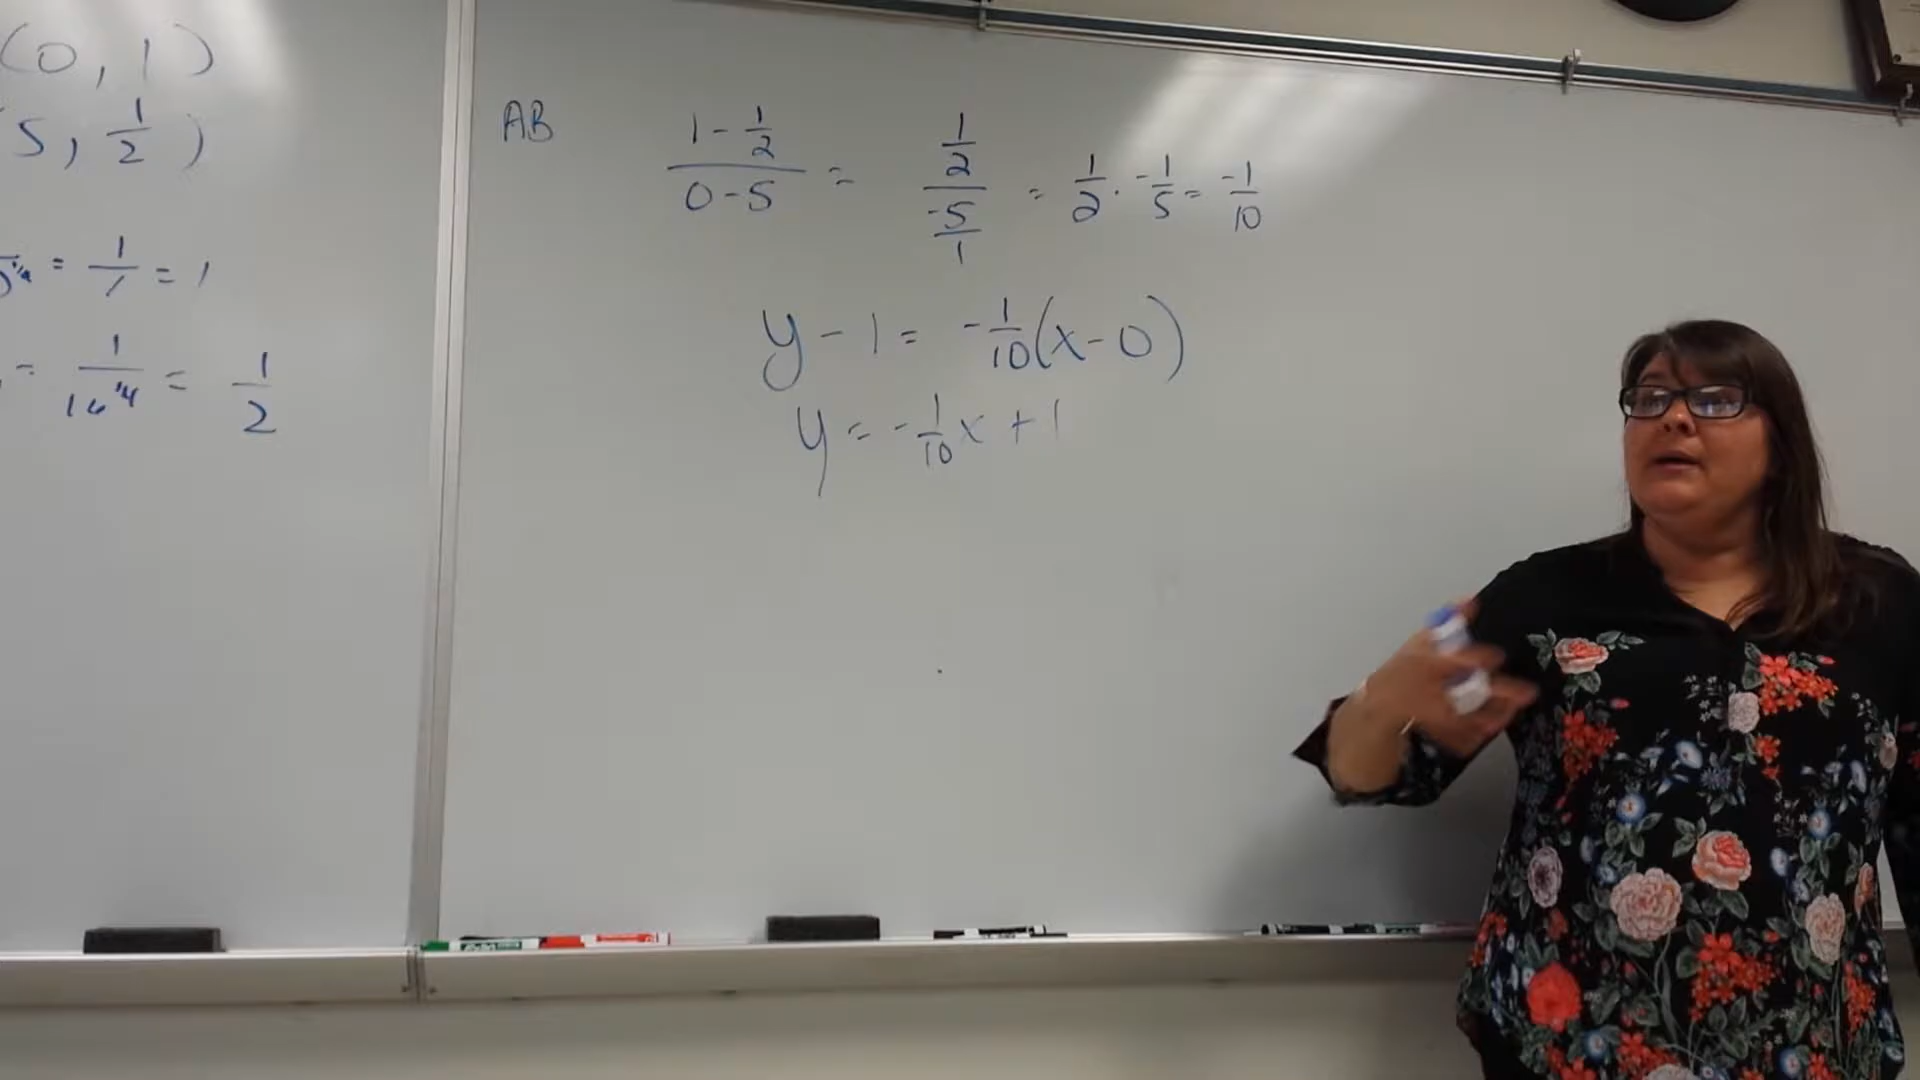 (0, 1)
5, 1/2)
= 1/1 = 1
= 1/16^1/4 = 1/2
AB
(1 - 1/2)/(0 - 5) = (1/2)/(-5/1) = 1/2 · -1/5 = -1/10
y - 1 = -1/10(x - 0)
y = -1/10x + 1